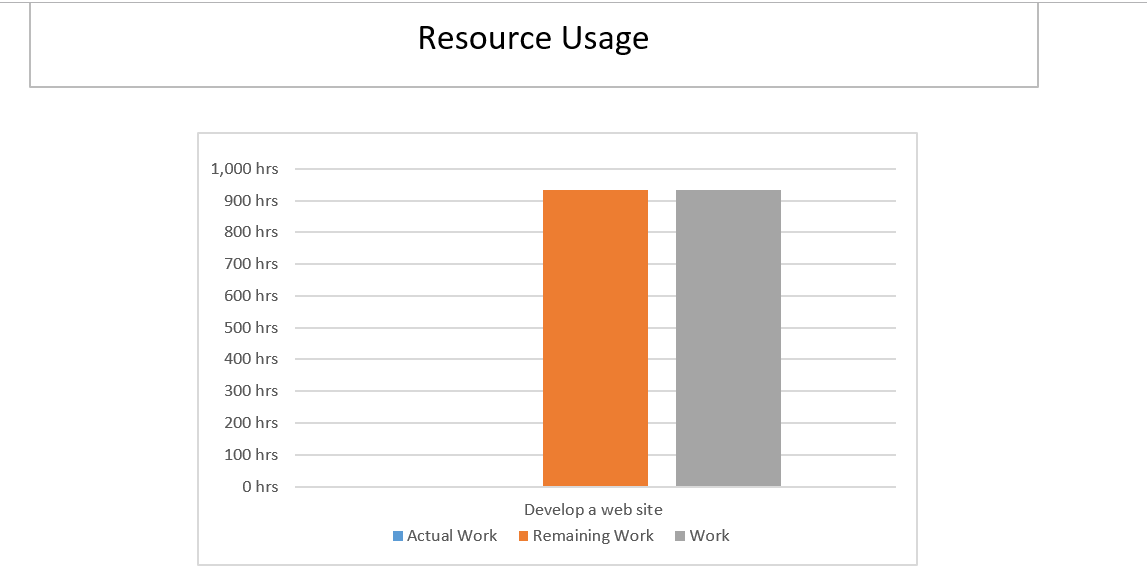 Resource Usage
1,000 hrs
900 hrs
800 hrs
700 hrs
600 hrs
500 hrs
400 hrs
300 hrs
200 hrs
100 hrs
0 hrs
Develop a web site
Actual Work Remaining Work Work